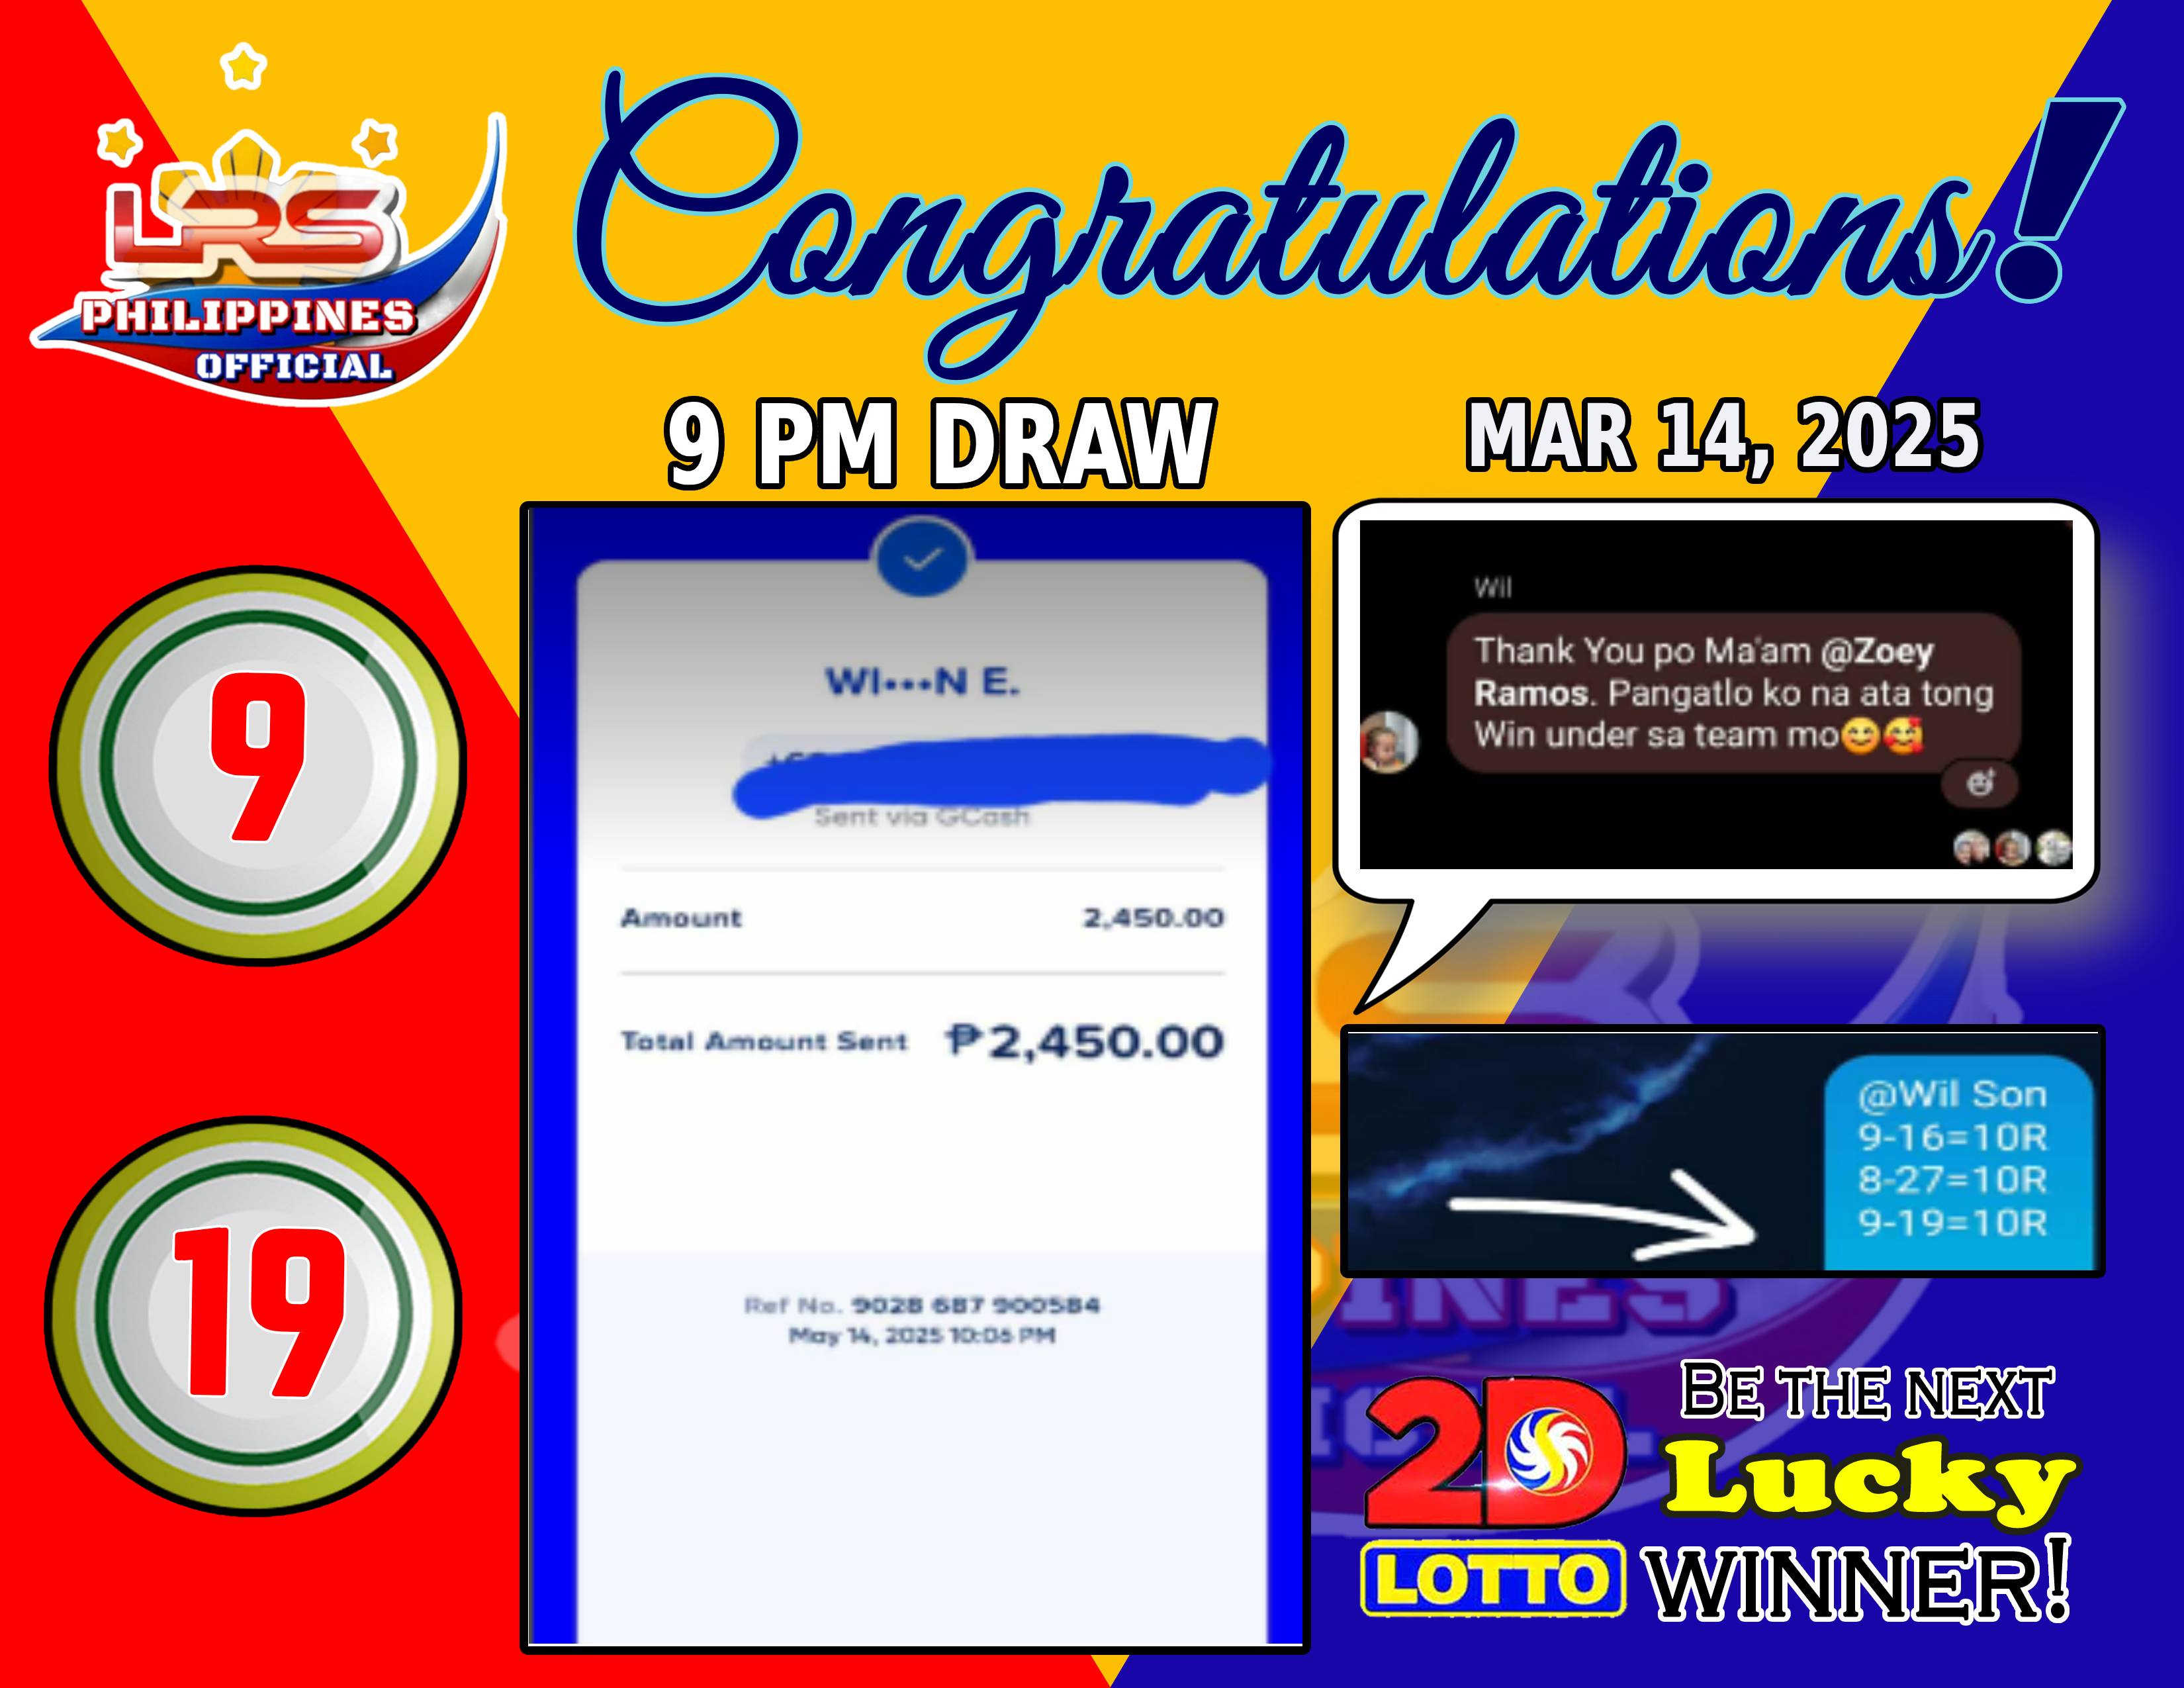 LRS
PHILIPPINES
OFFICIAL
Congratulations!
9 PM DRAW
MAR 14, 2025
9
19
WI•••N E.
Sent via GCash
Amount 2,450.00
Total Amount Sent ₱2,450.00
Ref No. 9028 687 900584
May 14, 2025 10:06 PM
Wil
Thank You po Ma'am @Zoey
Ramos. Pangatlo ko na ata tong
Win under sa team mo😊🥰
@Wil Son
9-16=10R
8-27=10R
9-19=10R
2D
LOTTO
BE THE NEXT
Lucky
WINNER!